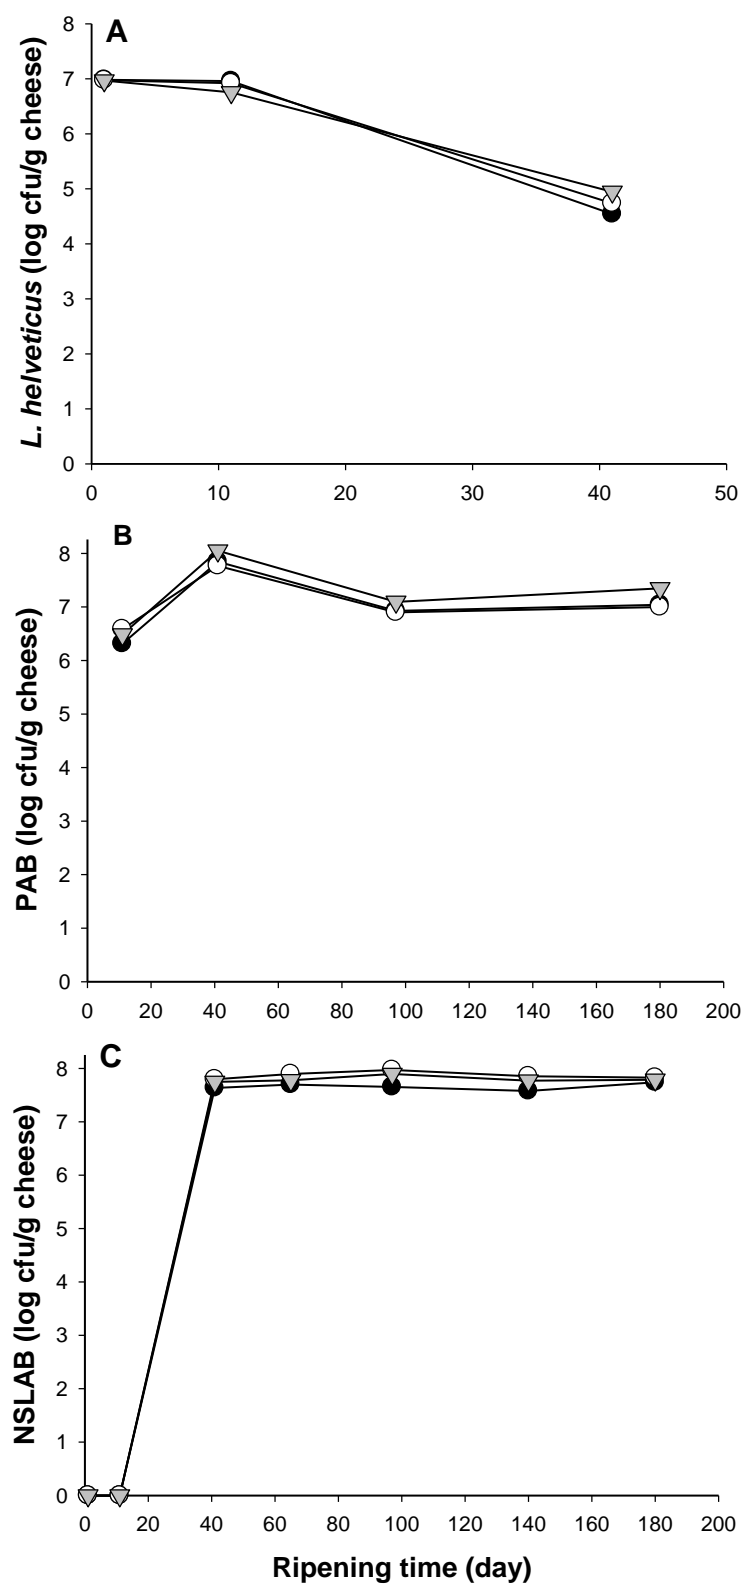 A
L. helveticus (log cfu/g cheese)
8
7
6
5
4
3
2
1
0
0 10 20 30 40 50
B
PAB (log cfu/g cheese)
8
7
6
5
4
3
2
1
0
0 20 40 60 80 100 120 140 160 180 200
C
NSLAB (log cfu/g cheese)
8
7
6
5
4
3
2
1
0
0 20 40 60 80 100 120 140 160 180 200
Ripening time (day)